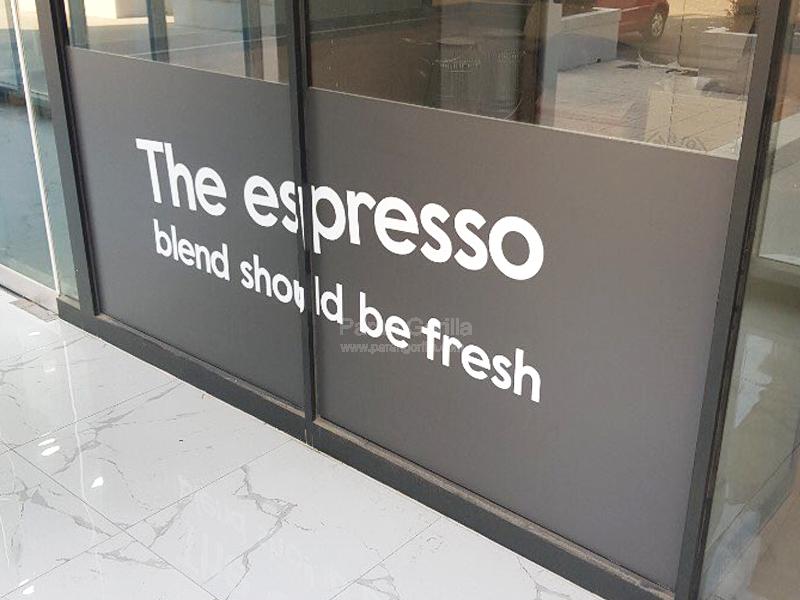 The espresso
blend should be fresh